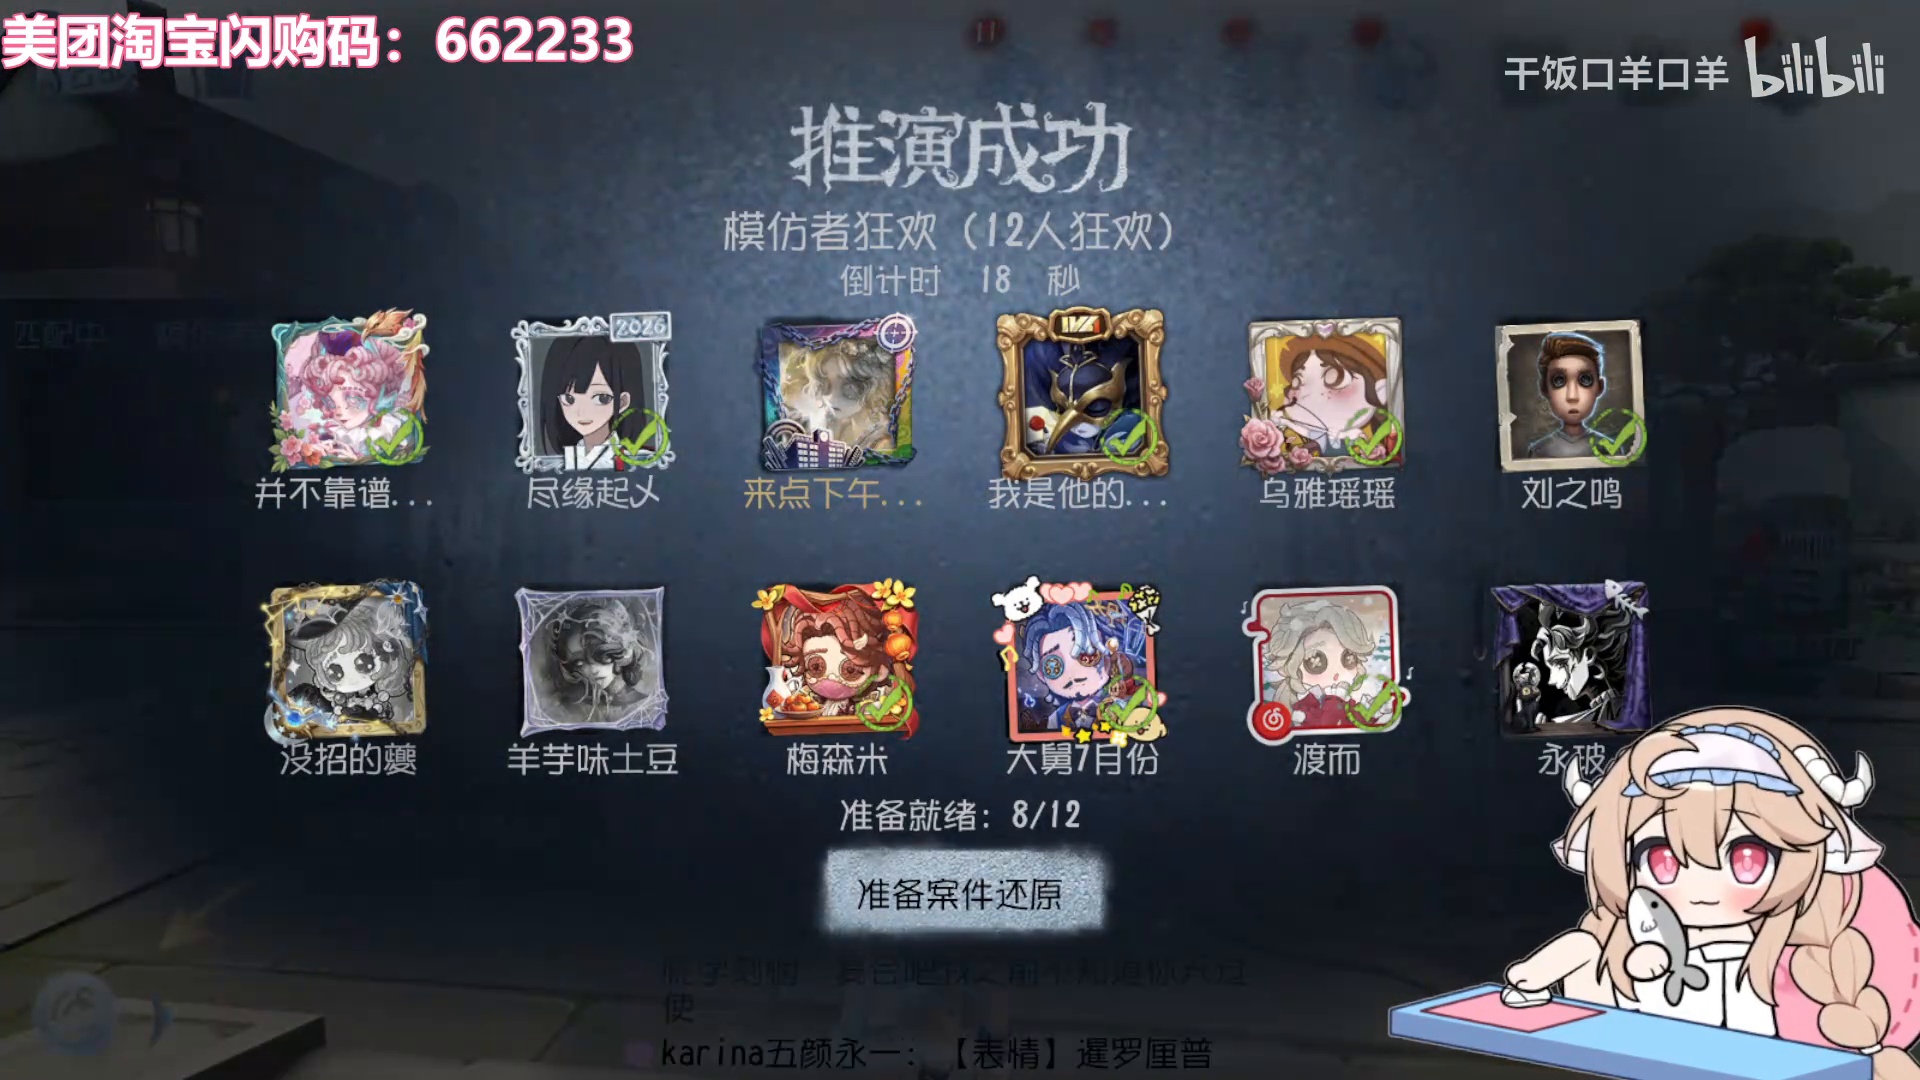 美团淘宝闪购码：662233
干饭口羊口羊 bilibili
推演成功
模仿者狂欢（12人狂欢）
倒计时 18 秒
2026
并不靠谱... 尽缘起乂 来点下午... 我是他的... 乌雅瑶瑶 刘之鸣
没招的夔 羊芋味土豆 梅森米 大舅7月份 渡而 永玻
准备就绪：8/12
准备案件还原
karina五颜永一：【表情】暹罗厘普